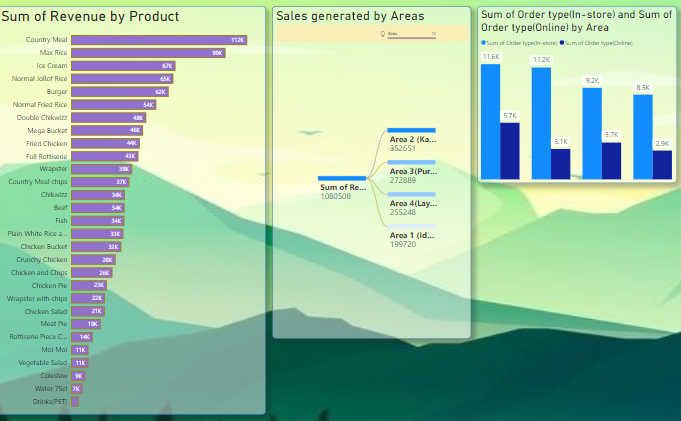 Sum of Revenue by Product
Country Meal 112K
Max Rice 99K
Ice Cream 67K
Normal Jollof Rice 65K
Burger 62K
Normal Fried Rice 54K
Double Chikwizz 48K
Mega Bucket 46K
Fried Chicken 44K
Full Rottiserie 43K
Wrapster 39K
Country Meal chips 37K
Chikwizz 34K
Beef 34K
Fish 34K
Plain White Rice a... 33K
Chicken Bucket 32K
Crunchy Chicken 28K
Chicken and Chips 26K
Chicken Pie 23K
Wrapster with chips 22K
Chicken Salad 21K
Meat Pie 19K
Rottiserie Piece C... 14K
Moi Moi 11K
Vegetable Salad 11K
Coleslaw 9K
Water 75cl 7K
Drinks(PET)
Sales generated by Areas
Area
Sum of Re...
1080508
Area 2 (Ka...
352651
Area 3(Pur...
272889
Area 4(Lay...
255248
Area 1 (Id...
199720
Sum of Order type(In-store) and Sum of
Order type(Online) by Area
Sum of Order type(In-store) Sum of Order type(Online)
11.6K 5.7K 11.2K 3.1K 9.2K 3.7K 8.5K 2.9K